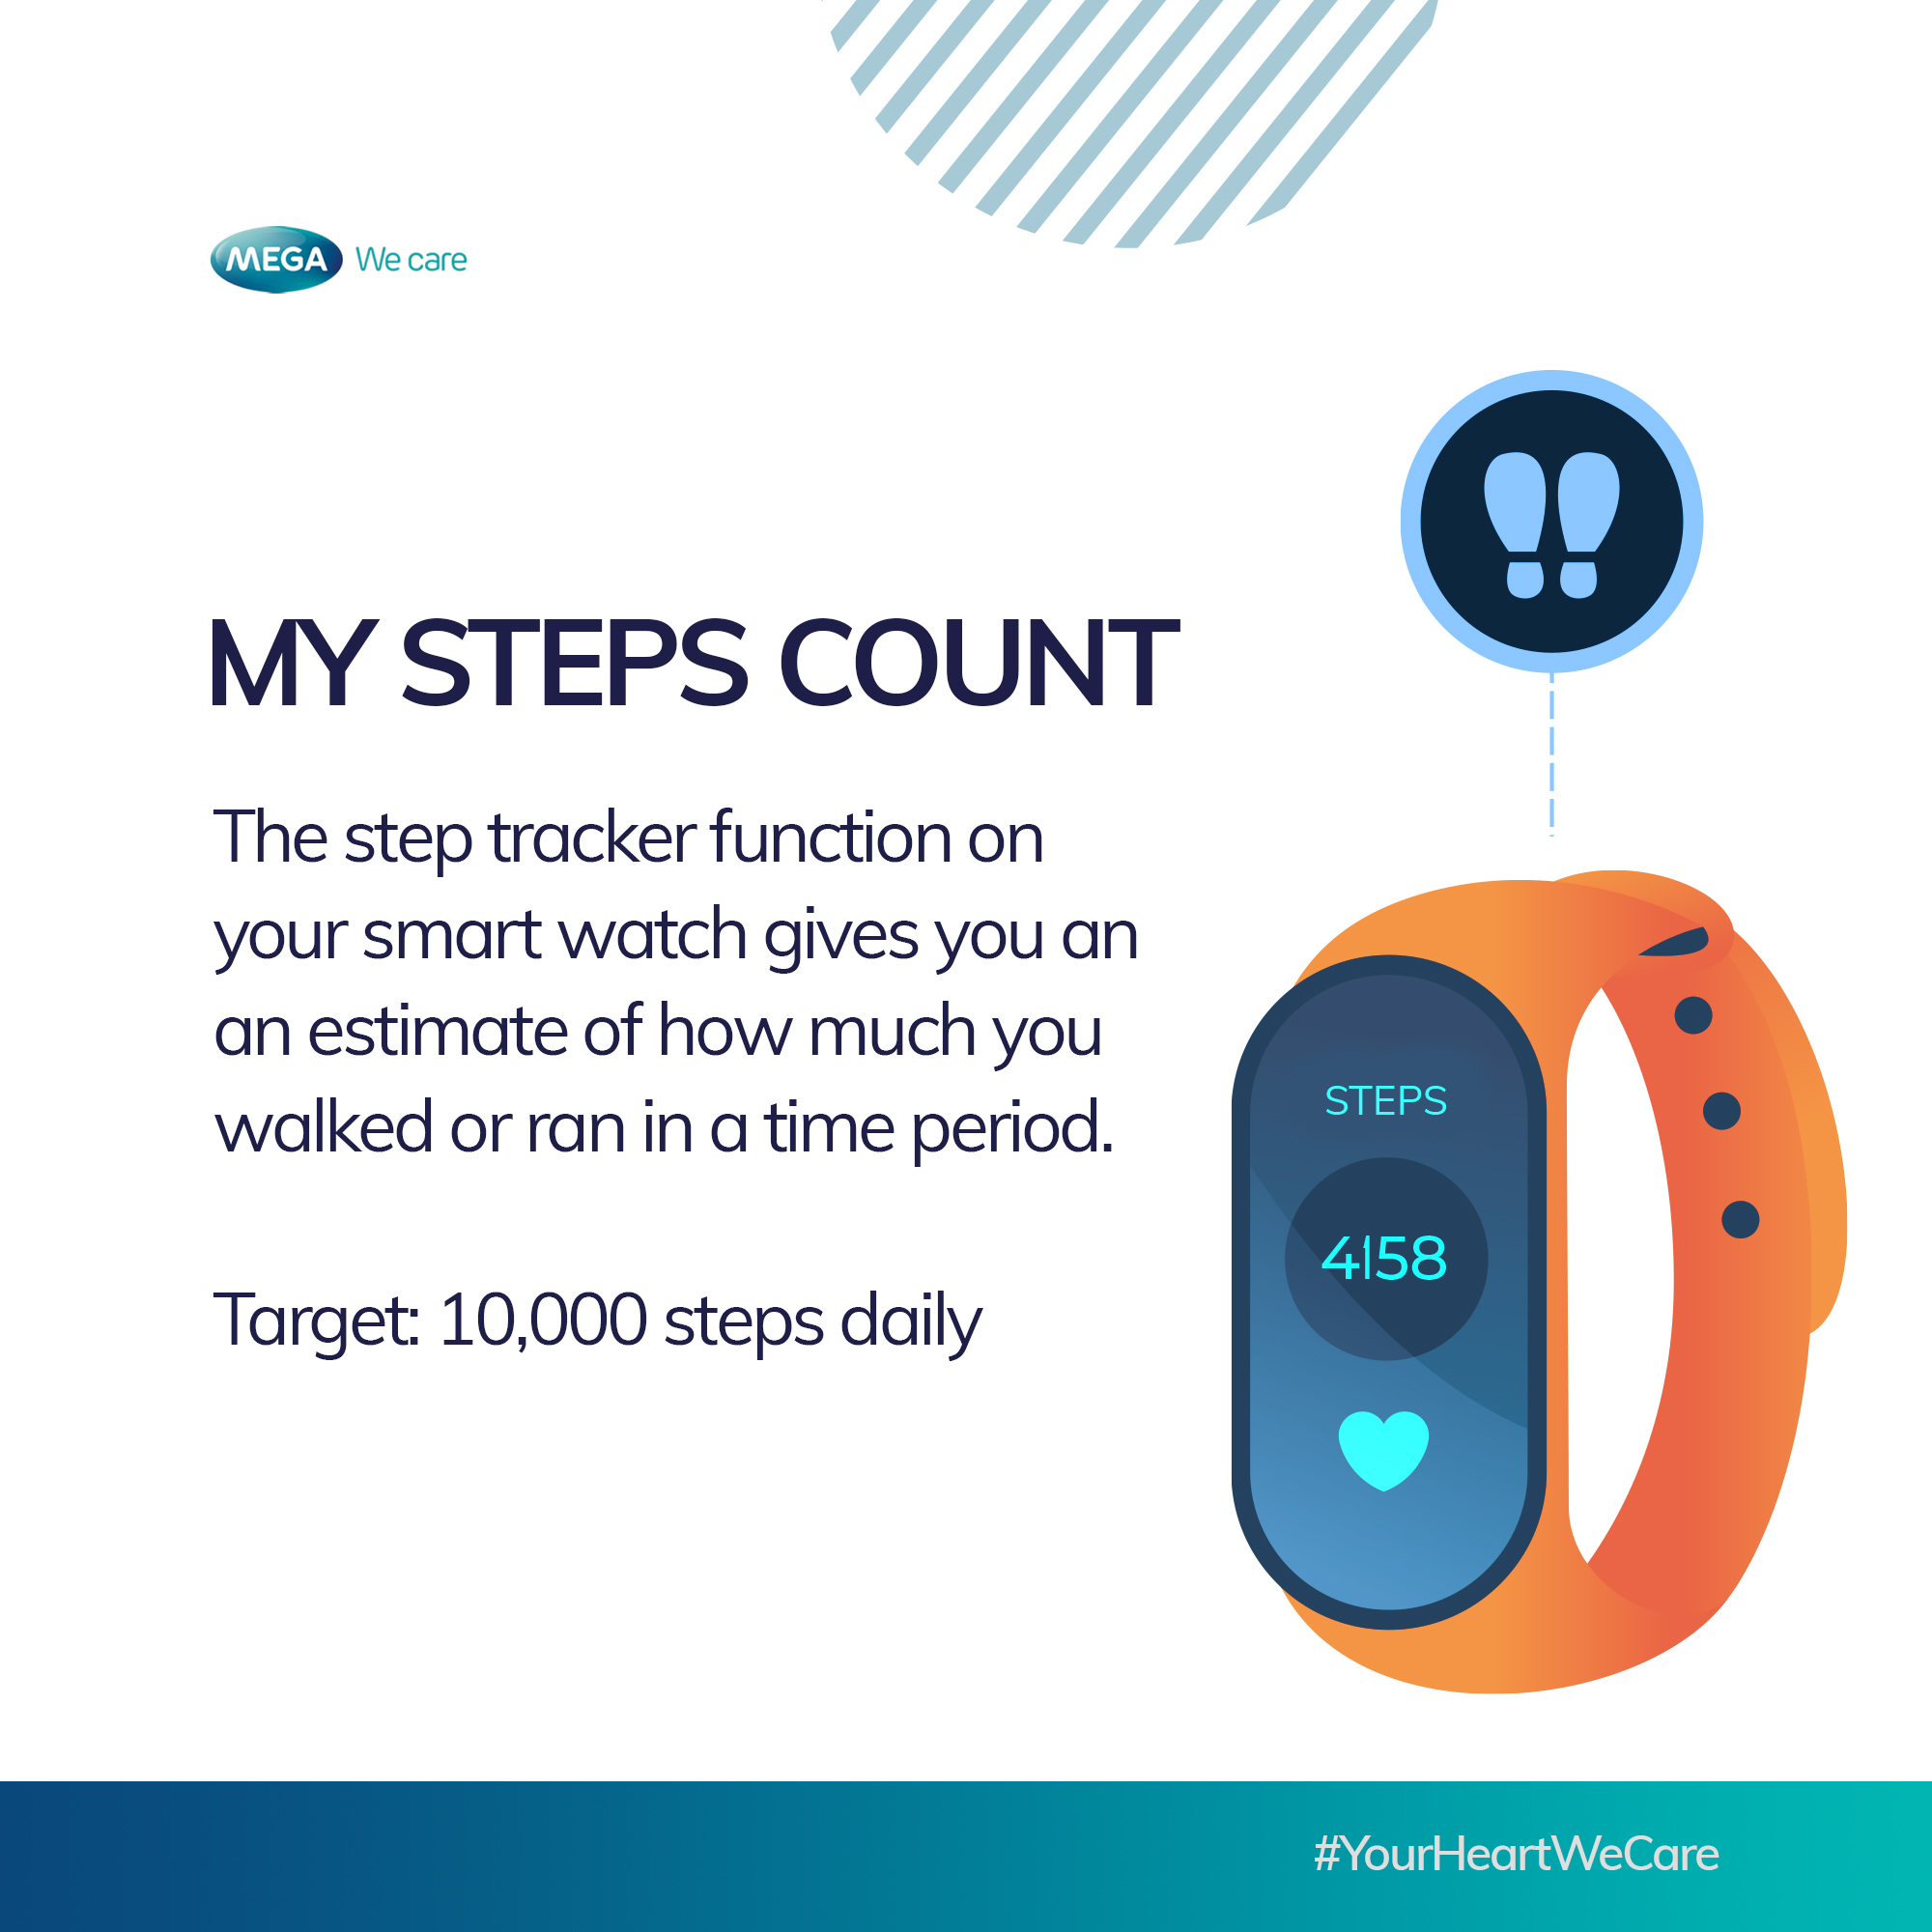 MEGA We care
MY STEPS COUNT
The step tracker function on
your smart watch gives you an
an estimate of how much you
walked or ran in a time period.
Target: 10,000 steps daily
STEPS
4158
#YourHeartWeCare